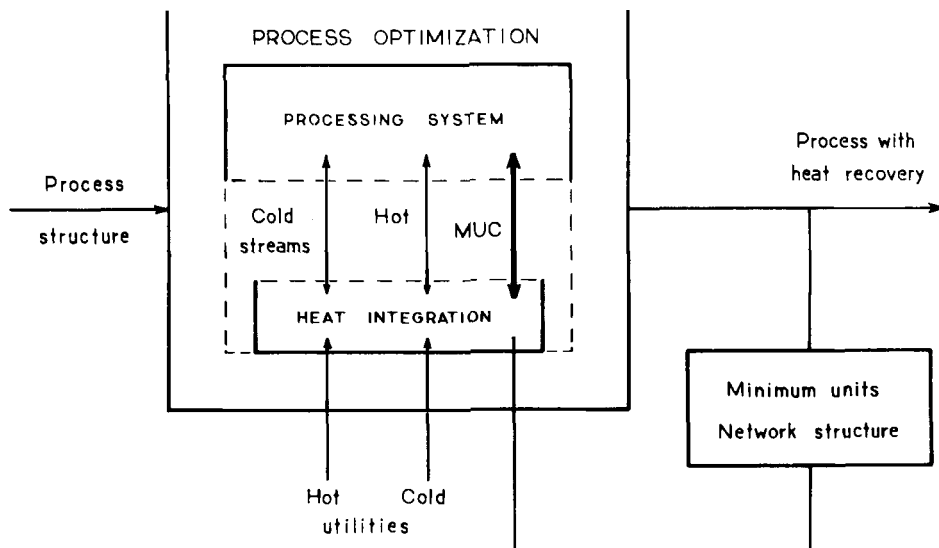 PROCESS OPTIMIZATION
PROCESSING SYSTEM
Process
structure
Cold
streams
Hot
MUC
HEAT INTEGRATION
Process with
heat recovery
Minimum units
Network structure
Hot Cold
utilities